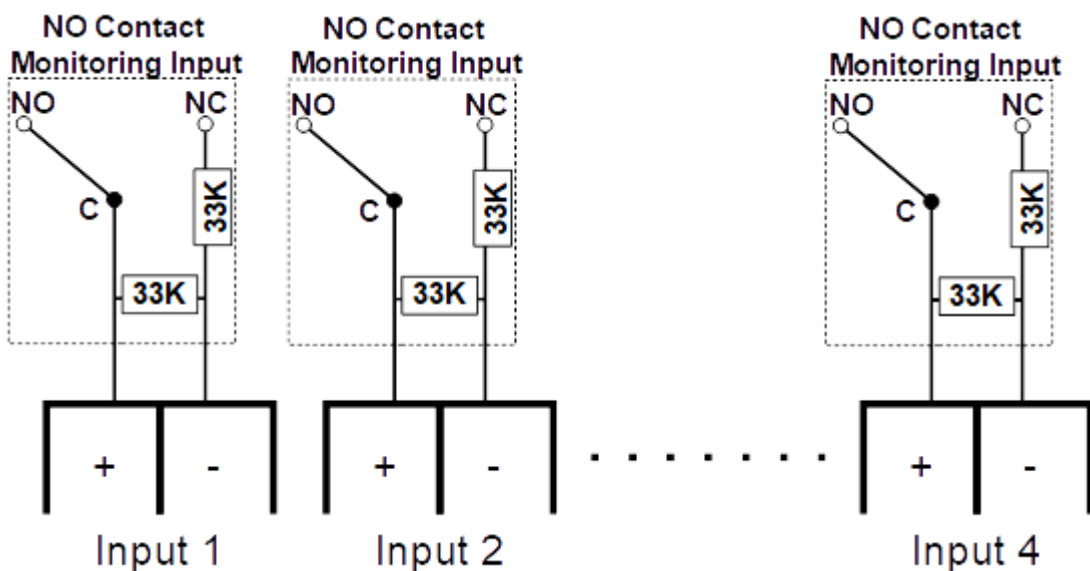 NO Contact
Monitoring Input
NO
NC
C
33K
33K
+
-
Input 1
NO Contact
Monitoring Input
NO
NC
C
33K
33K
+
-
Input 2
. . . . . . .
NO Contact
Monitoring Input
NO
NC
C
33K
33K
+
-
Input 4